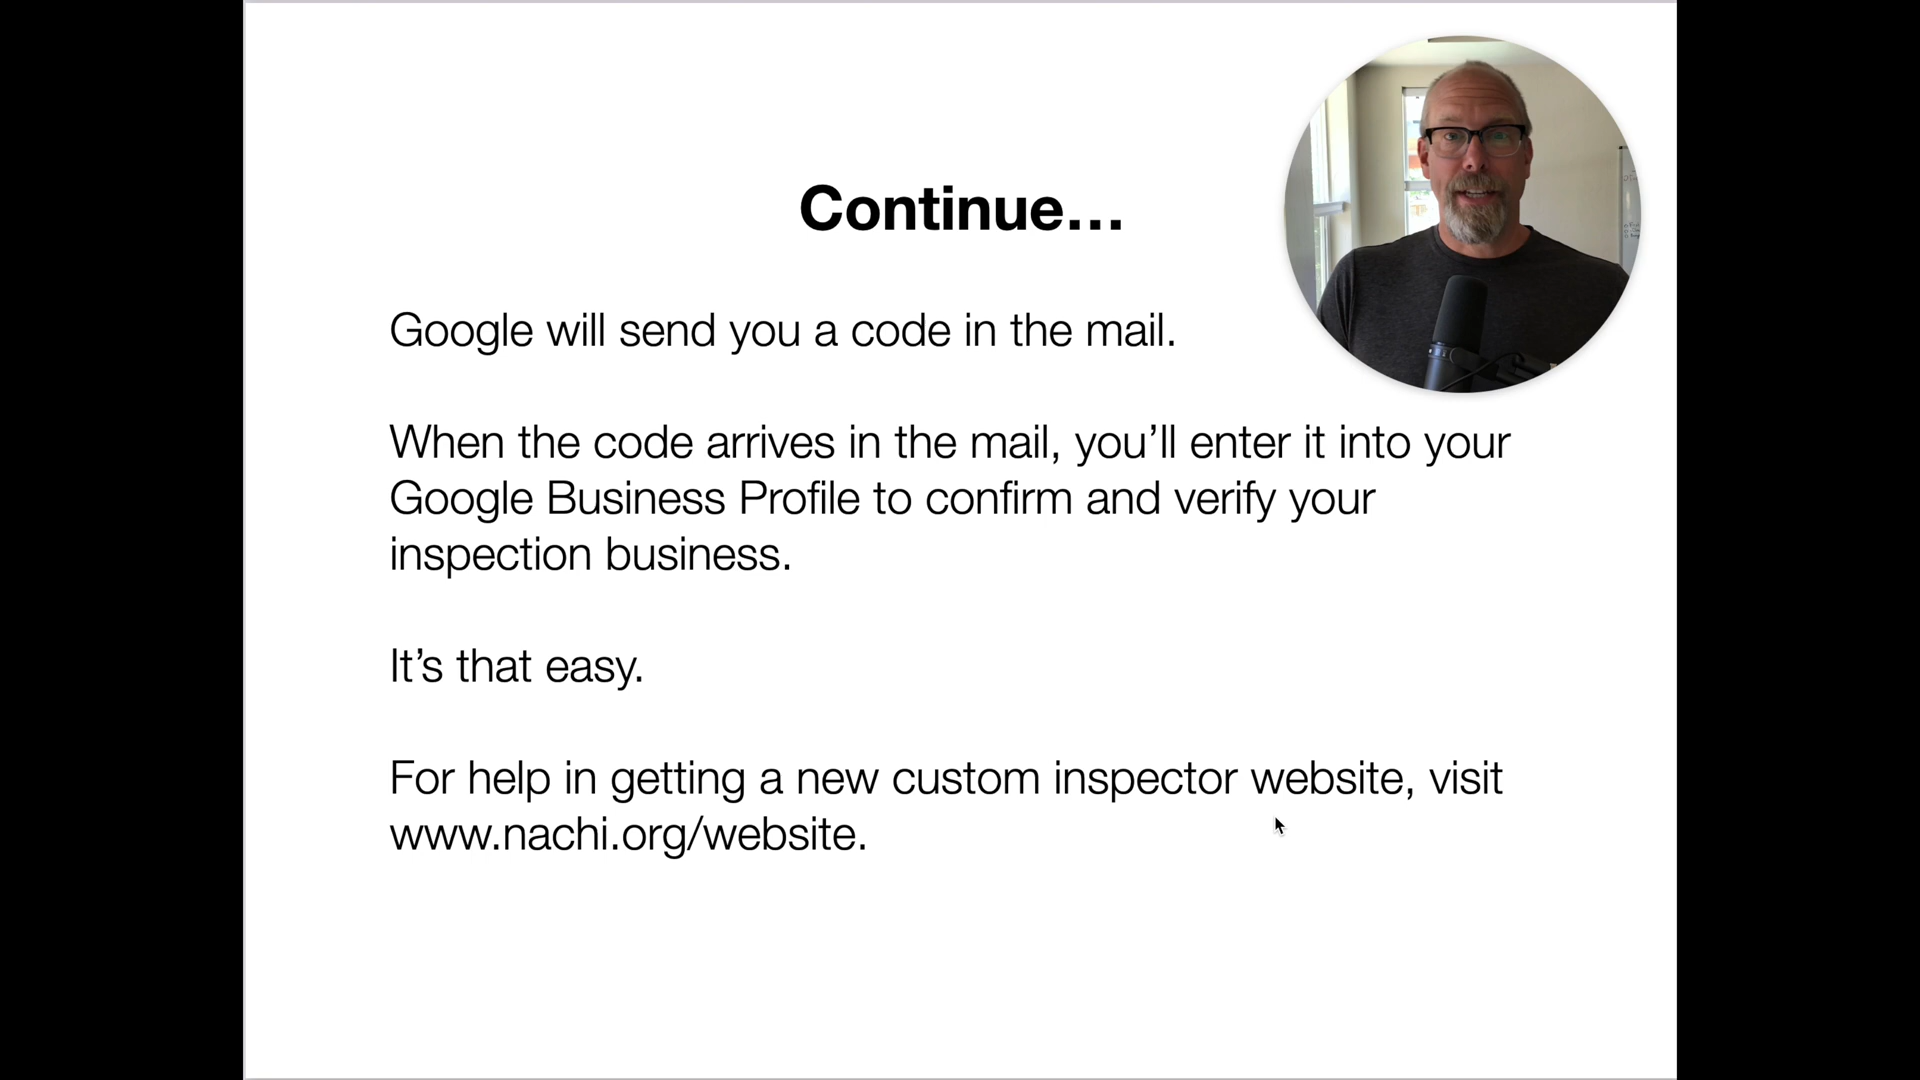 Continue…
Google will send you a code in the mail.
When the code arrives in the mail, you’ll enter it into your
Google Business Profile to confirm and verify your
inspection business.
It’s that easy.
For help in getting a new custom inspector website, visit
www.nachi.org/website.